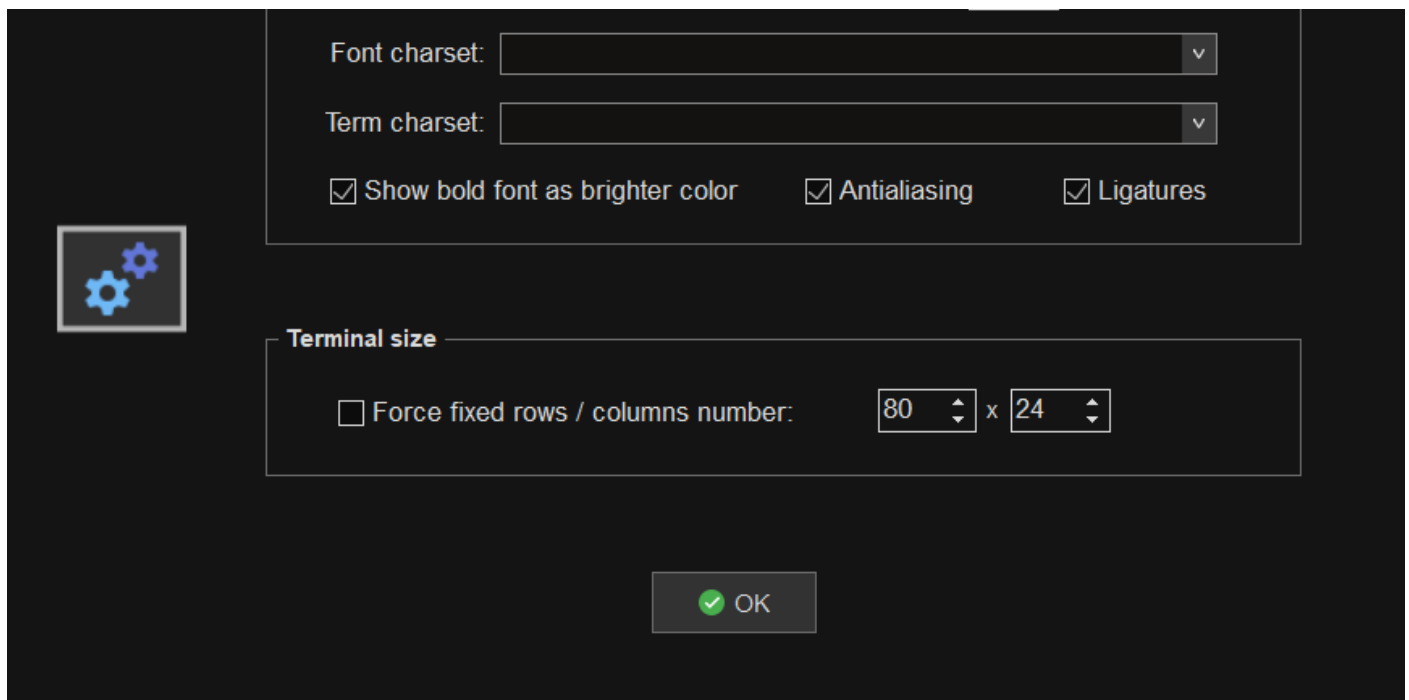 Font charset:
Term charset:
Show bold font as brighter color Antialiasing Ligatures
Terminal size
Force fixed rows / columns number: 80 x 24
OK